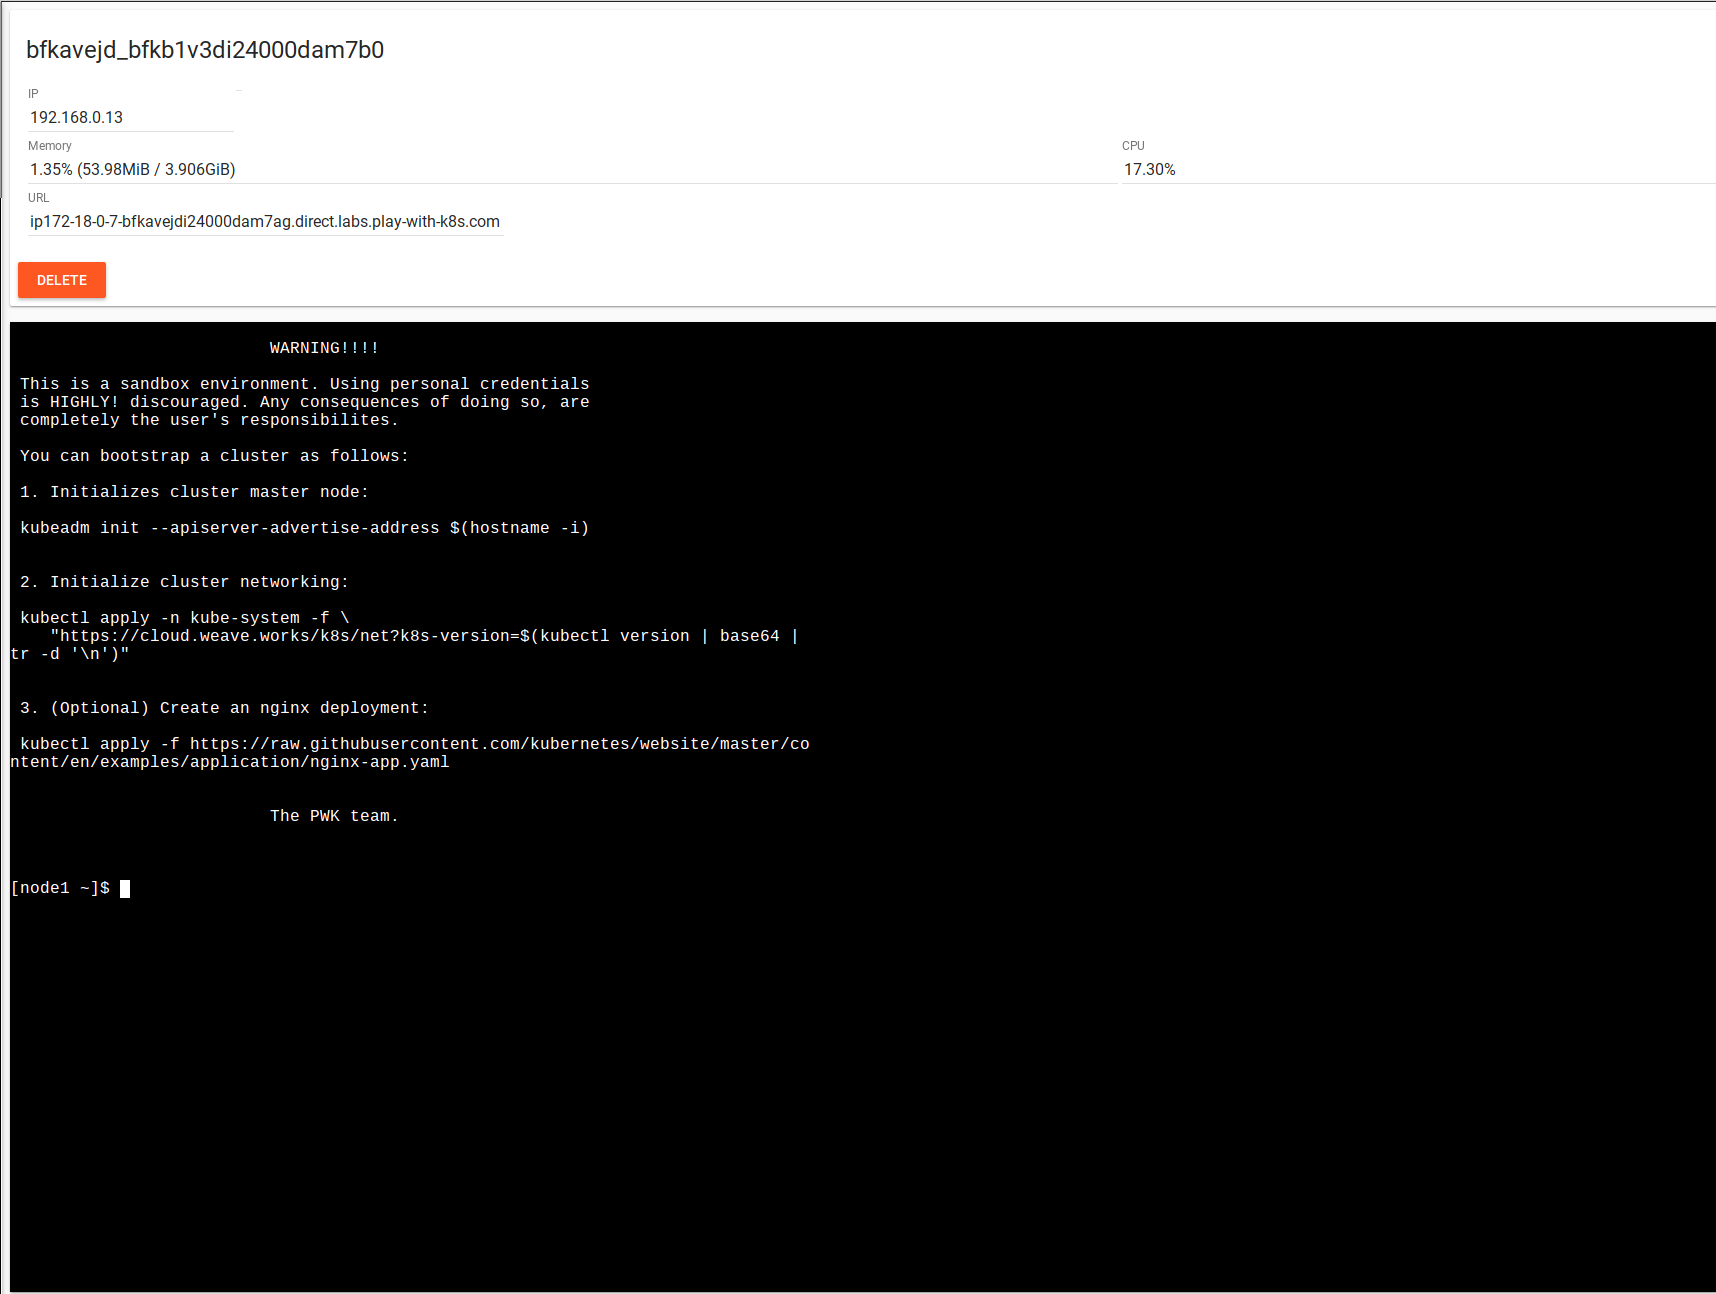 bfkavejd_bfkb1v3di24000dam7b0
IP
192.168.0.13
Memory
CPU
1.35% (53.98MiB / 3.906GiB)
17.30%
URL
ip172-18-0-7-bfkavejdi24000dam7ag.direct.labs.play-with-k8s.com
DELETE
WARNING!!!!
This is a sandbox environment. Using personal credentials
is HIGHLY! discouraged. Any consequences of doing so, are
completely the user's responsibilites.
You can bootstrap a cluster as follows:
1. Initializes cluster master node:
kubeadm init --apiserver-advertise-address $(hostname -i)
2. Initialize cluster networking:
kubectl apply -n kube-system -f \
"https://cloud.weave.works/k8s/net?k8s-version=$(kubectl version | base64 |
tr -d '\n')"
3. (Optional) Create an nginx deployment:
kubectl apply -f https://raw.githubusercontent.com/kubernetes/website/master/co
ntent/en/examples/application/nginx-app.yaml
The PWK team.
[node1 ~]$